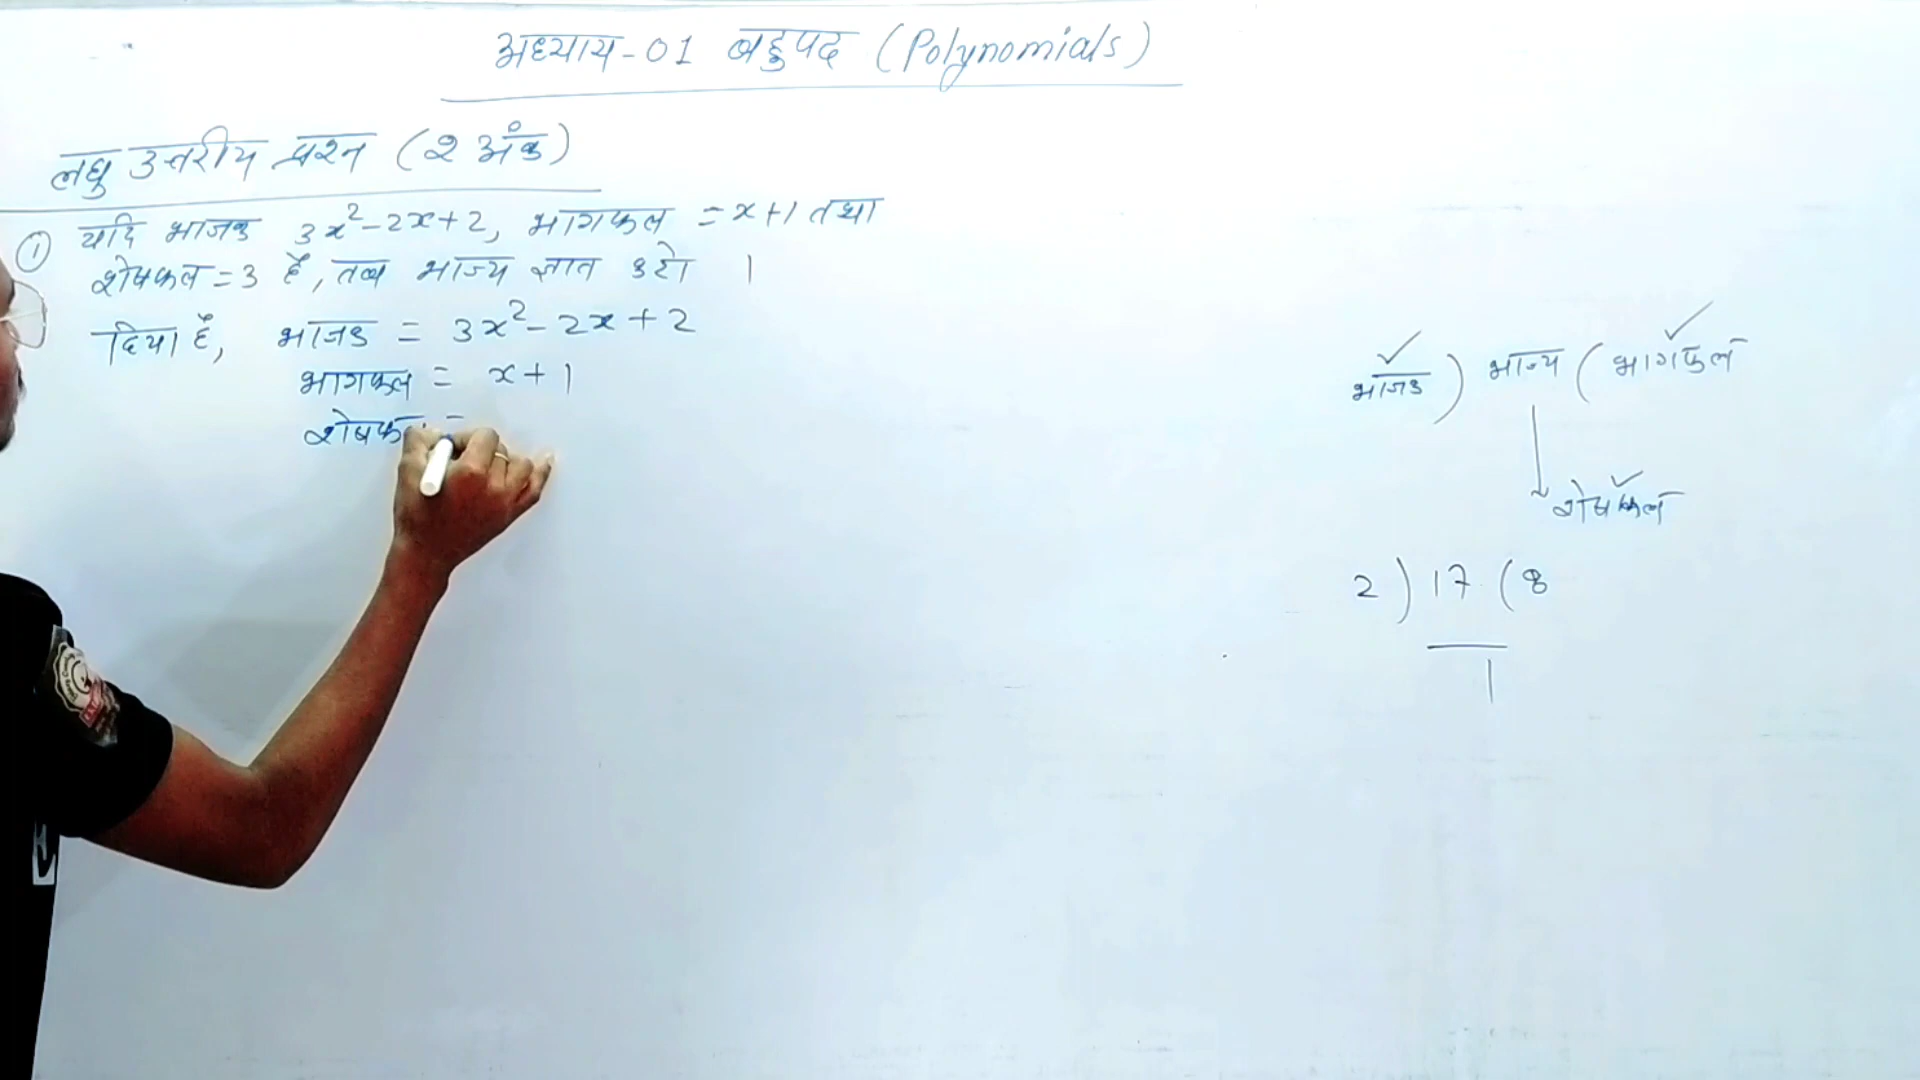 अध्याय-01 बहुपद (Polynomials)
लघु उत्तरीय प्रश्न (2 अंक)
① यदि भाजक 3x²-2x+2, भागफल =x+1 तथा
शेषफल=3 है, तब भाज्य ज्ञात करो ।
दिया है, भाजक = 3x²-2x+2
भागफल = x+1
शेषफल =
भाजक ) भाज्य ( भागफल
शेषफल
2 ) 17 ( 8
1